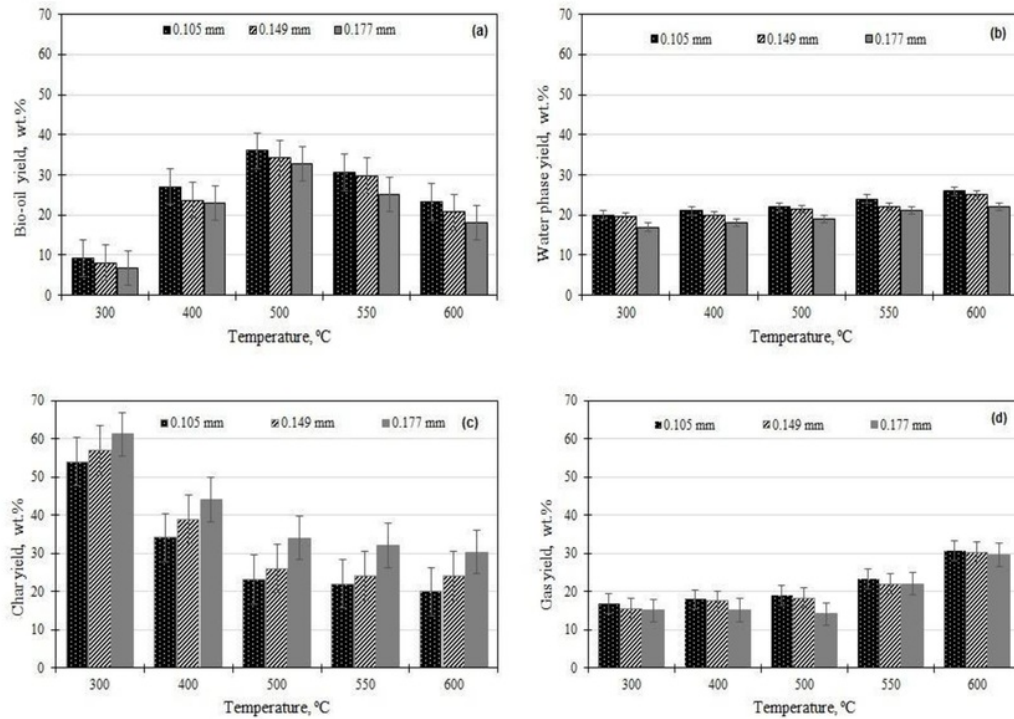 70
0.105 mm 0.149 mm 0.177 mm (a)
60
50
40
30
20
10
0
Bio-oil yield, wt.%
300 400 500 550 600
Temperature, ⁰C
70
0.105 mm 0.149 mm 0.177 mm (b)
60
50
40
30
20
10
0
Water phase yield, wt.%
300 400 500 550 600
Temperature, ⁰C
70
0.105 mm 0.149 mm 0.177 mm (c)
60
50
40
30
20
10
0
Char yield, wt.%
300 400 500 550 600
Temperature, ⁰C
70
0.105 mm 0.149 mm 0.177 mm (d)
60
50
40
30
20
10
0
Gas yield, wt.%
300 400 500 550 600
Temperature, ⁰C